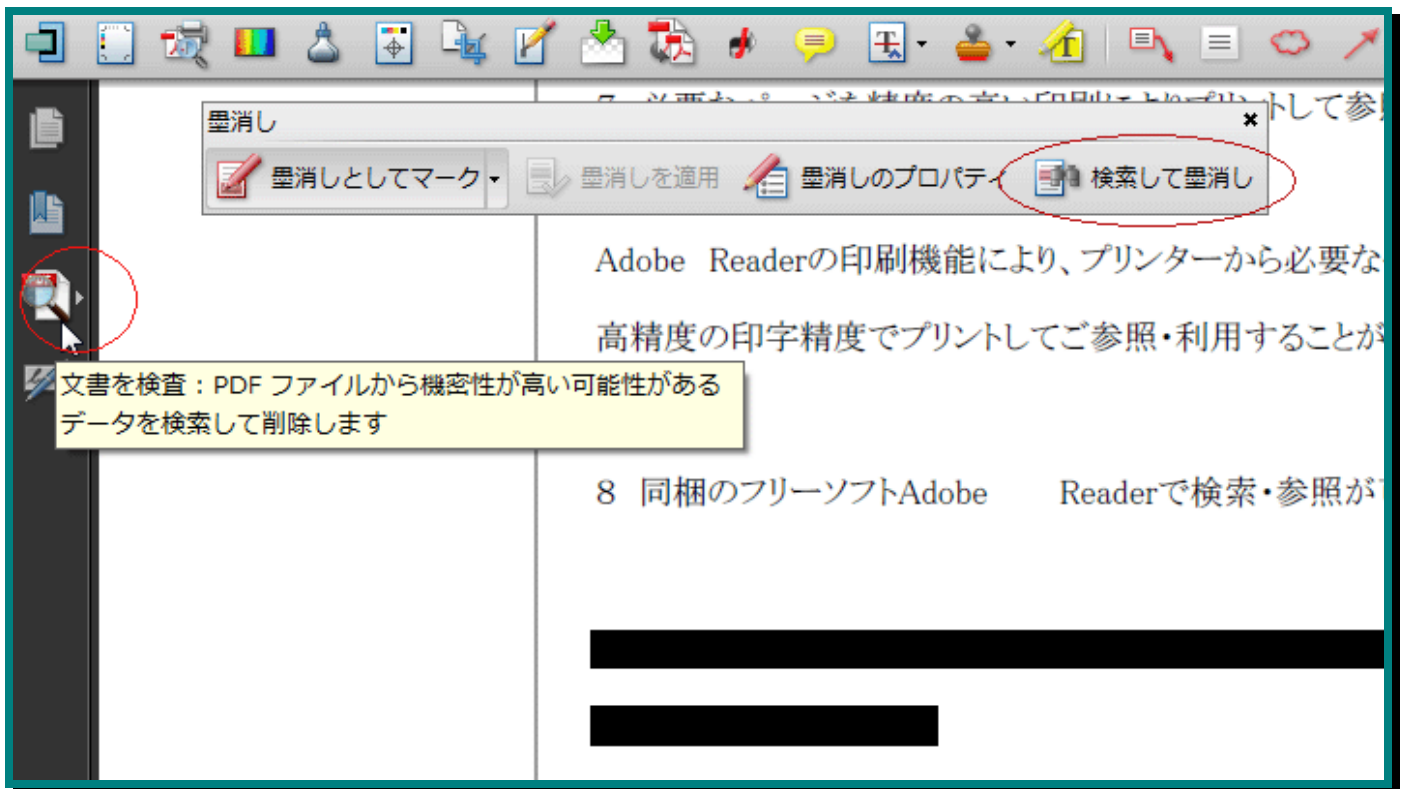 墨消し
墨消しとしてマーク 墨消しを適用 墨消しのプロパティ 検索して墨消し
トして参
Adobe Readerの印刷機能により、プリンターから必要な
高精度の印字精度でプリントしてご参照・利用することが
文書を検査：PDF ファイルから機密性が高い可能性がある
データを検索して削除します
8 同梱のフリーソフトAdobe Readerで検索・参照が